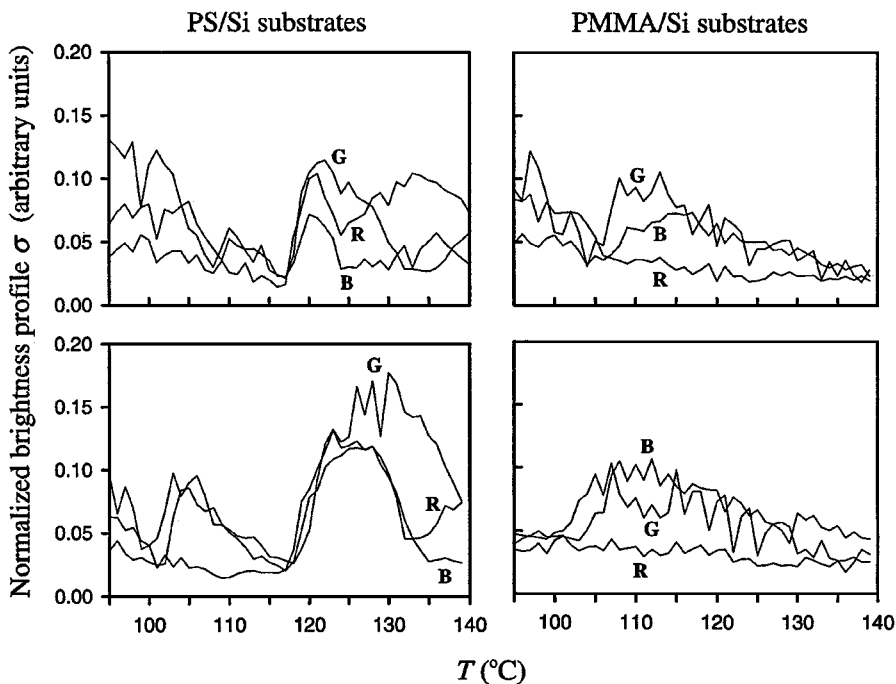 PS/Si substrates
PMMA/Si substrates
Normalized brightness profile σ (arbitrary units)
0.20
0.15
0.10
0.05
0.00
G
R
B
G
B
R
0.20
0.15
0.10
0.05
0.00
G
R
B
B
G
R
100 110 120 130 140
100 110 120 130 140
T (°C)